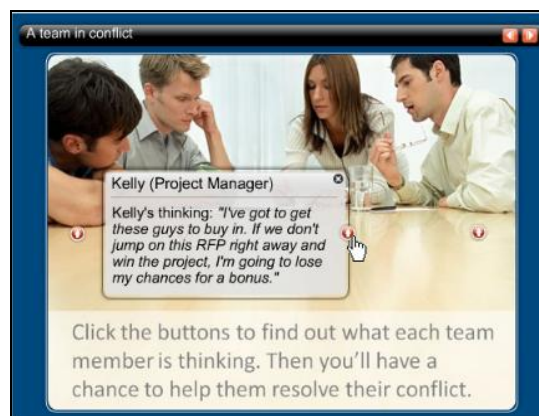 A team in conflict
Kelly (Project Manager)
Kelly's thinking: "I've got to get
these guys to buy in. If we don't
jump on this RFP right away and
win the project, I'm going to lose
my chances for a bonus."
Click the buttons to find out what each team
member is thinking. Then you'll have a
chance to help them resolve their conflict.